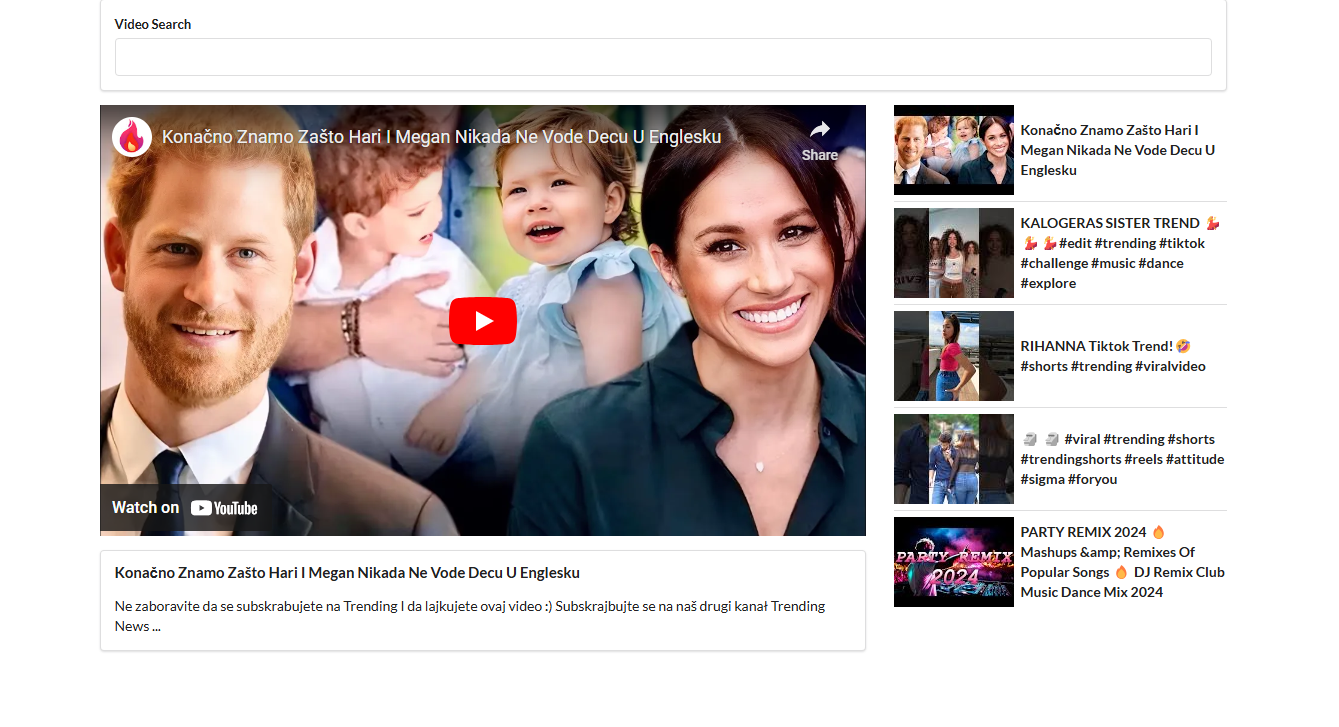 Video Search
Konačno Znamo Zašto Hari I Megan Nikada Ne Vode Decu U Englesku
Share
Watch on YouTube
Konačno Znamo Zašto Hari I Megan Nikada Ne Vode Decu U Englesku
Ne zaboravite da se subskrabujete na Trending I da lajkujete ovaj video :) Subskrajbujte se na naš drugi kanał Trending
News ...
Konačno Znamo Zašto Hari I
Megan Nikada Ne Vode Decu U
Englesku
KALOGERAS SISTER TREND 💃
💃 💃#edit #trending #tiktok
#challenge #music #dance
#explore
RIHANNA Tiktok Trend!🤣
#shorts #trending #viralvideo
🗿 🗿 #viral #trending #shorts
#trendingshorts #reels #attitude
#sigma #foryou
PARTY REMIX
2024
PARTY REMIX 2024 🔥
Mashups &amp; Remixes Of
Popular Songs 🔥 DJ Remix Club
Music Dance Mix 2024